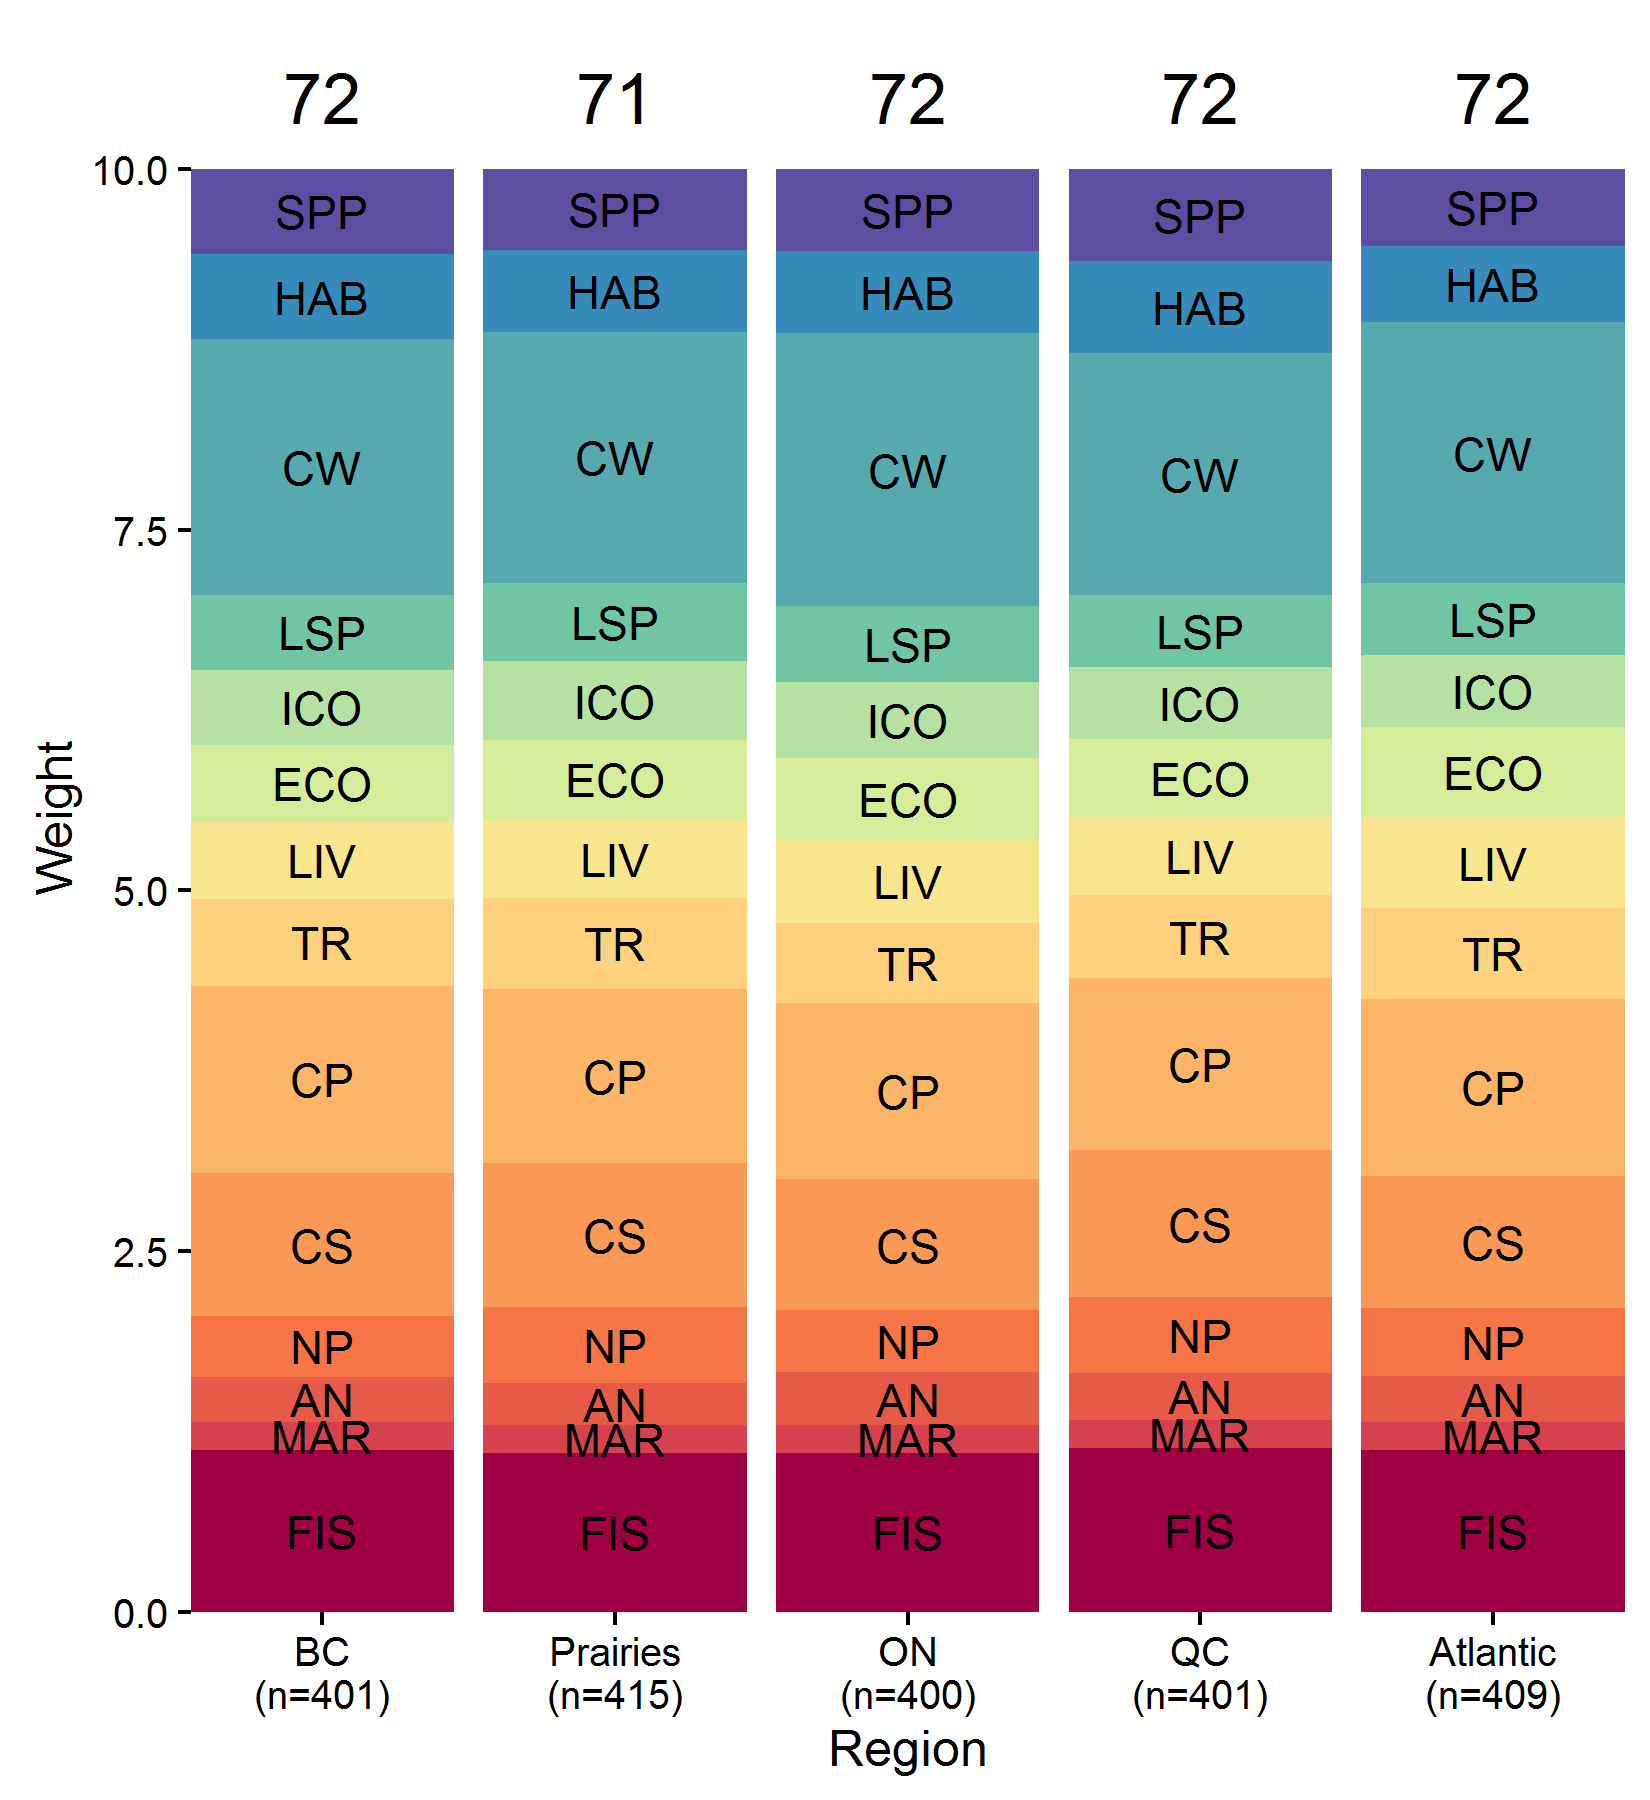 72 71 72 72 72
10.0
SPP SPP SPP SPP SPP
HAB HAB HAB HAB HAB
CW CW CW CW CW
7.5
LSP LSP LSP LSP LSP
ICO ICO ICO ICO ICO
ECO ECO ECO ECO ECO
Weight
LIV LIV LIV LIV LIV
5.0
TR TR TR TR TR
CP CP CP CP CP
CS CS CS CS CS
2.5
NP NP NP NP NP
AN AN AN AN AN
MAR MAR MAR MAR MAR
FIS FIS FIS FIS FIS
0.0
BC Prairies ON QC Atlantic
(n=401) (n=415) (n=400) (n=401) (n=409)
Region